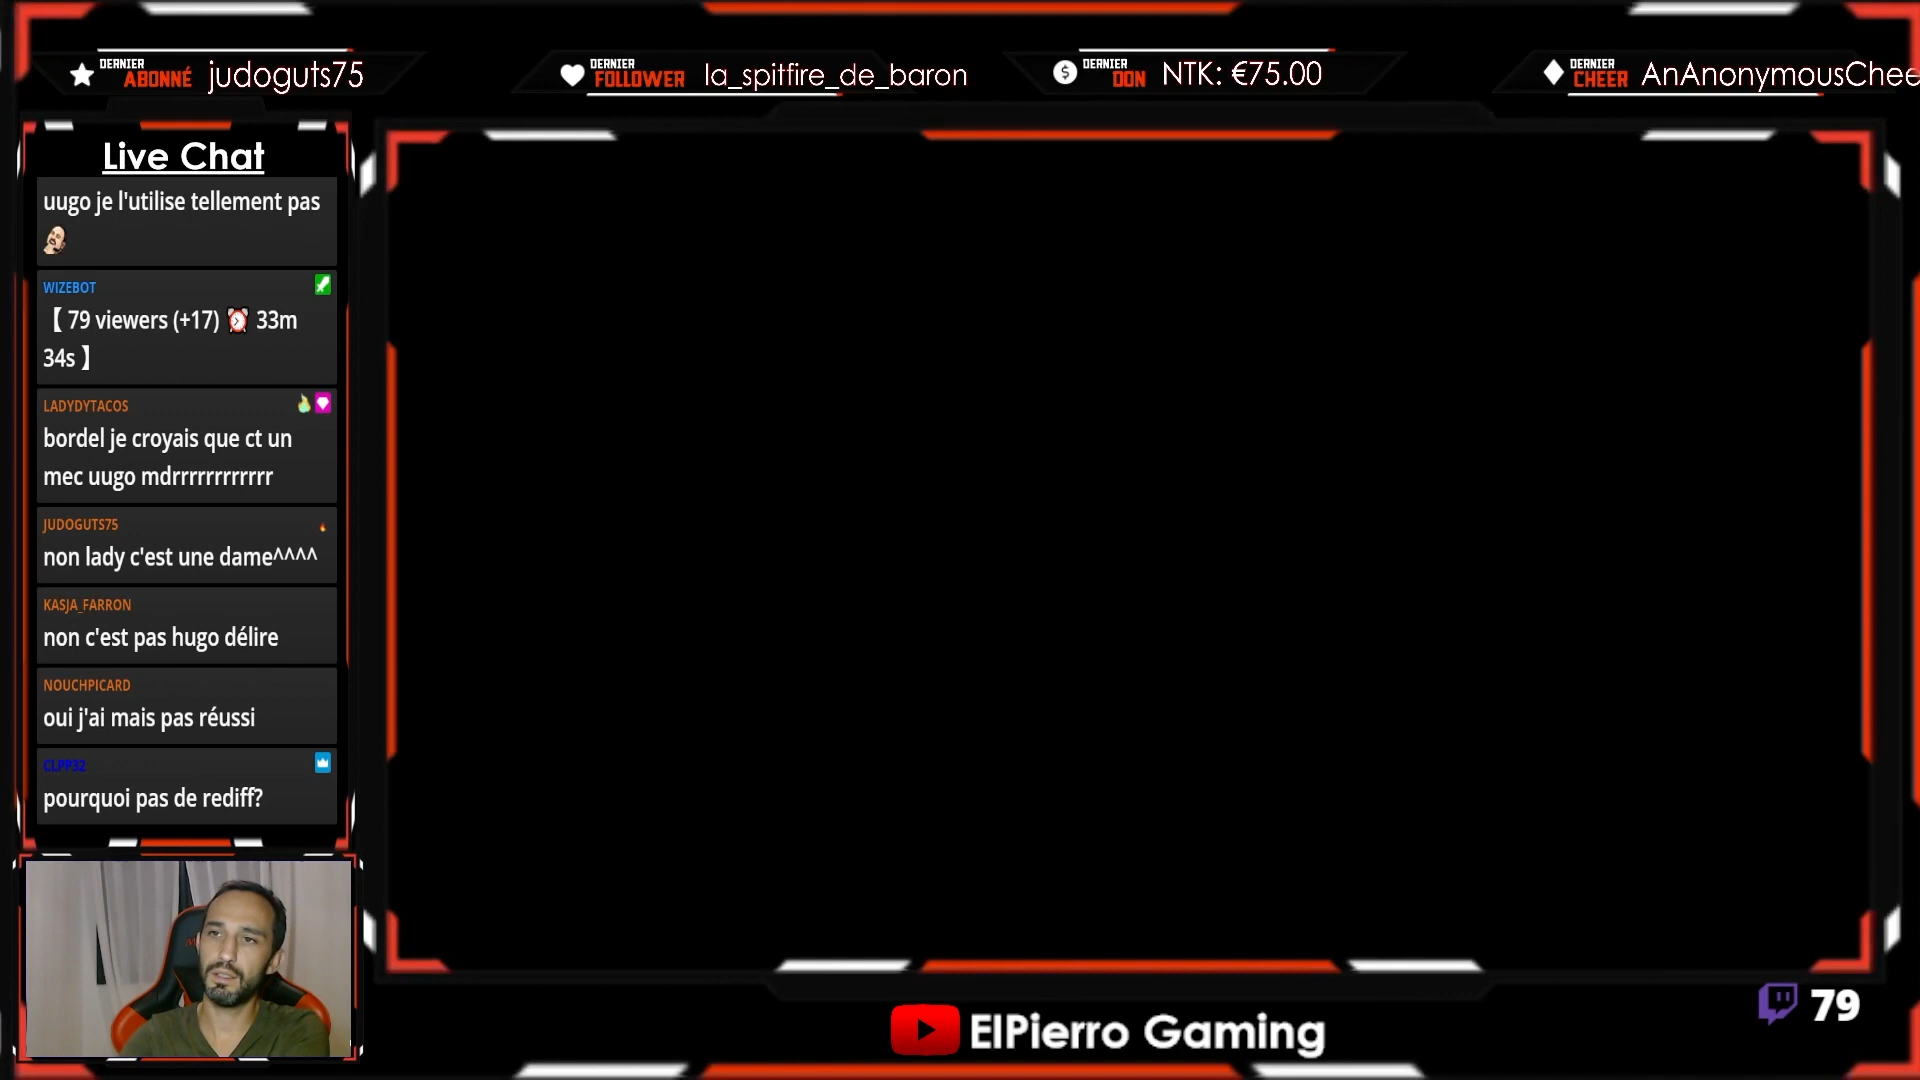 DERNIER ABONNÉ judoguts75
DERNIER FOLLOWER la_spitfire_de_baron
DERNIER DON NTK: €75.00
DERNIER CHEER AnAnonymousChee
Live Chat
uugo je l'utilise tellement pas
WIZEBOT
【 79 viewers (+17) ⏰ 33m
34s 】
LADYDYTACOS
bordel je croyais que ct un
mec uugo mdrrrrrrrrrrr
JUDOGUTS75
non lady c'est une dame^^^^
KASJA_FARRON
non c'est pas hugo délire
NOUCHPICARD
oui j'ai mais pas réussi
CLPP32
pourquoi pas de rediff?
ElPierro Gaming
79